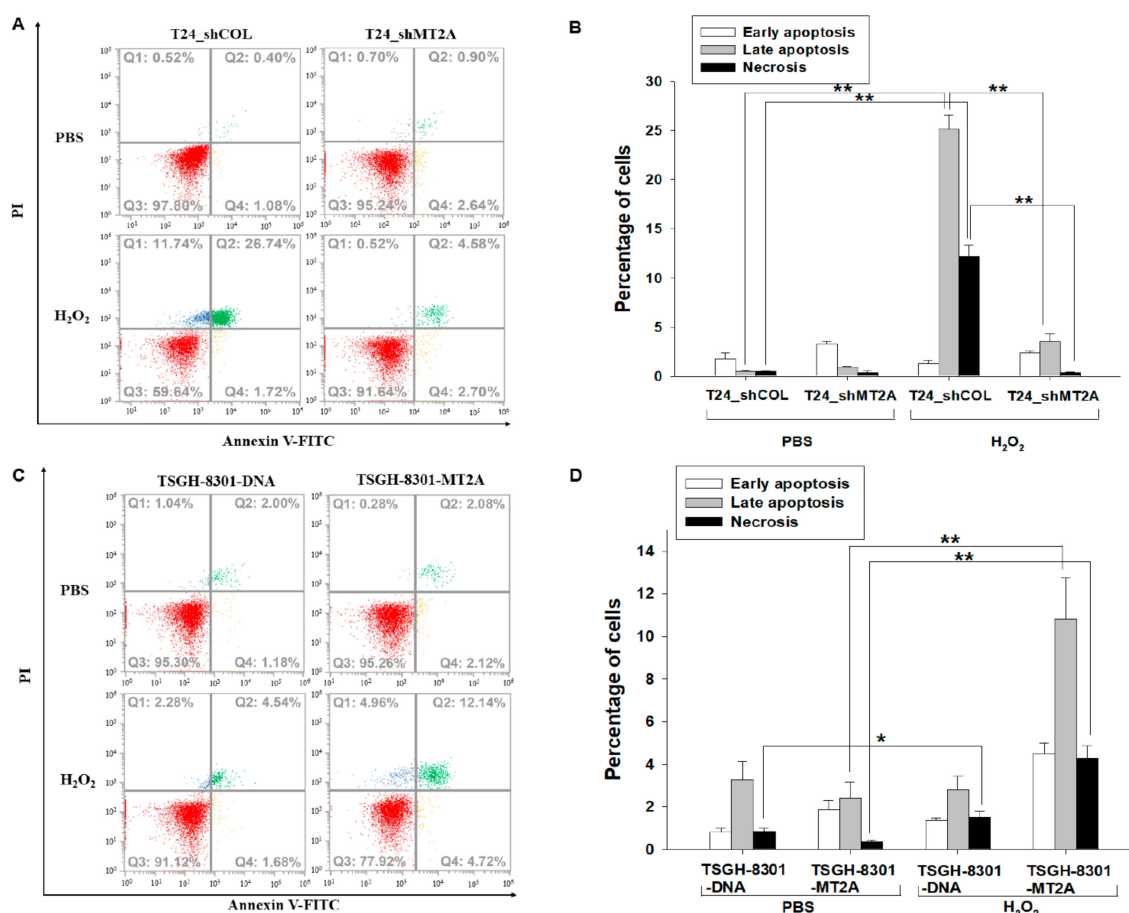 A
T24_shCOL
T24_shMT2A
Q1: 0.52%
Q2: 0.40%
Q3: 97.80%
Q4: 1.08%
Q1: 0.70%
Q2: 0.90%
Q3: 95.24%
Q4: 2.64%
PBS
PI
Q1: 11.74%
Q2: 26.74%
Q3: 59.64%
Q4: 1.72%
Q1: 0.52%
Q2: 4.58%
Q3: 91.64%
Q4: 2.70%
H₂O₂
Annexin V-FITC
B
Early apoptosis
Late apoptosis
Necrosis
Percentage of cells
30
25
20
15
10
5
0
**
**
**
**
T24_shCOL
T24_shMT2A
T24_shCOL
T24_shMT2A
PBS
H₂O₂
C
TSGH-8301-DNA
TSGH-8301-MT2A
Q1: 1.04%
Q2: 2.00%
Q3: 95.30%
Q4: 1.18%
Q1: 0.28%
Q2: 2.08%
Q3: 95.26%
Q4: 2.12%
PBS
PI
Q1: 2.28%
Q2: 4.54%
Q3: 91.12%
Q4: 1.68%
Q1: 4.96%
Q2: 12.14%
Q3: 77.92%
Q4: 4.72%
H₂O₂
Annexin V-FITC
D
Early apoptosis
Late apoptosis
Necrosis
Percentage of cells
14
12
10
8
6
4
2
0
**
**
*
TSGH-8301
-DNA
TSGH-8301
-MT2A
TSGH-8301
-DNA
TSGH-8301
-MT2A
PBS
H₂O₂